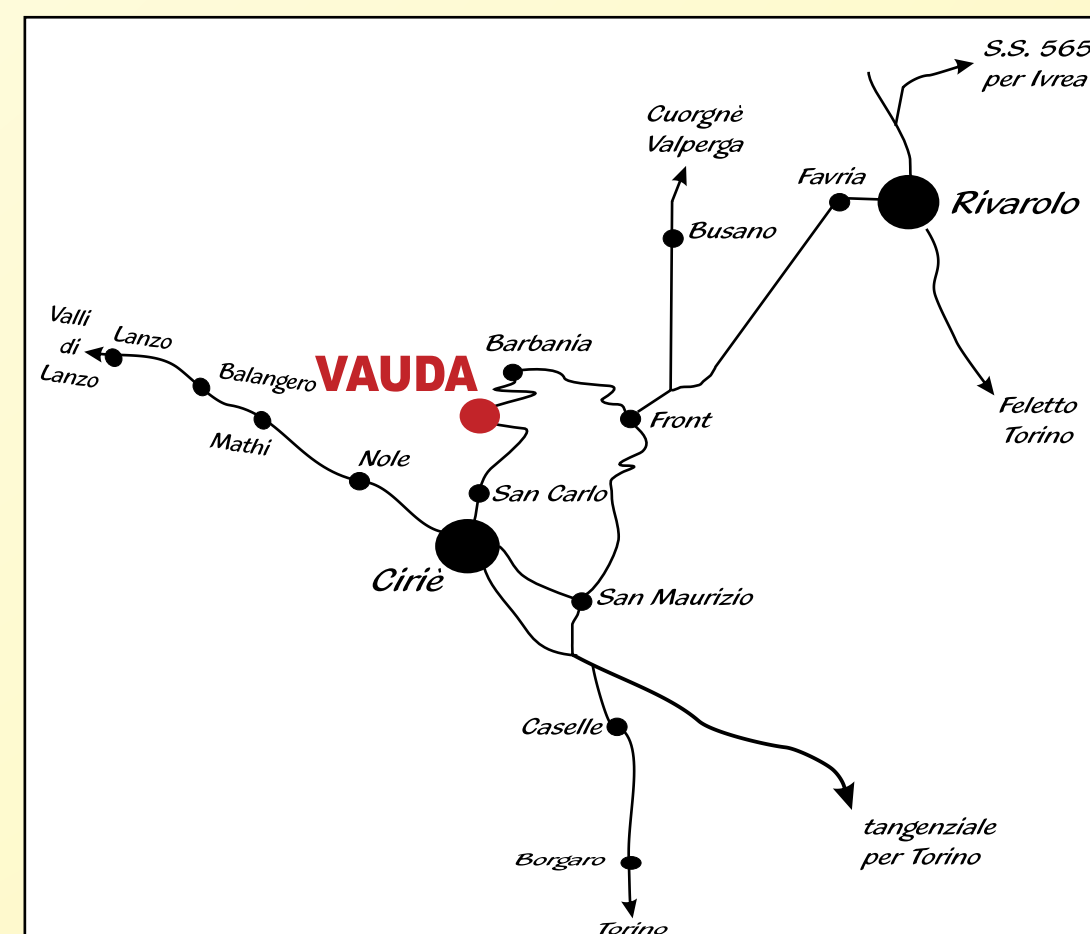 S.S. 565
per Ivrea
Cuorgnè
Valperga
Favria
Rivarolo
Busano
Valli
di
Lanzo
Lanzo
Balangero
VAUDA
Barbania
Mathi
Front
Feletto
Torino
Nole
San Carlo
Ciriè
San Maurizio
Caselle
tangenziale
per Torino
Borgaro
Torino